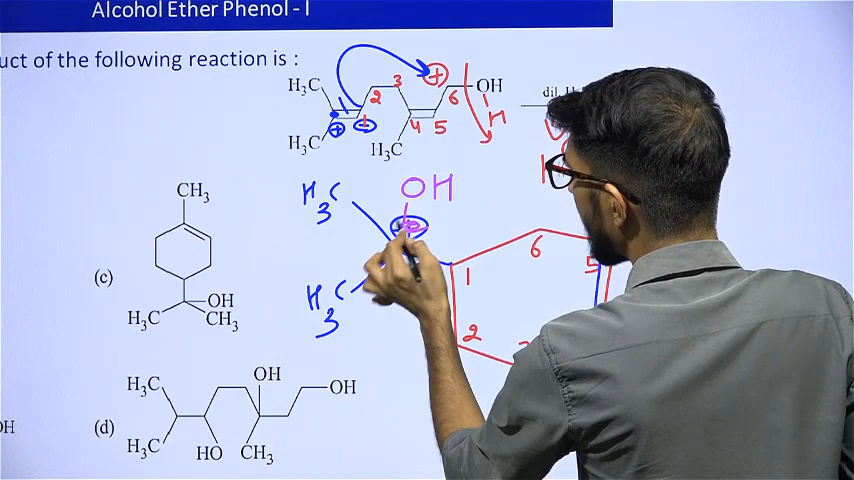 Alcohol Ether Phenol - I
uct of the following reaction is :
H₃C
H₃C
H₃C
OH
H
dil. H
1 2 3 4 5 6
+ - +
H₃C
H₃C
OH
1 2 5 6
(c)
CH₃
OH
H₃C
CH₃
OH
(d)
H₃C
H₃C
HO
OH
CH₃
OH